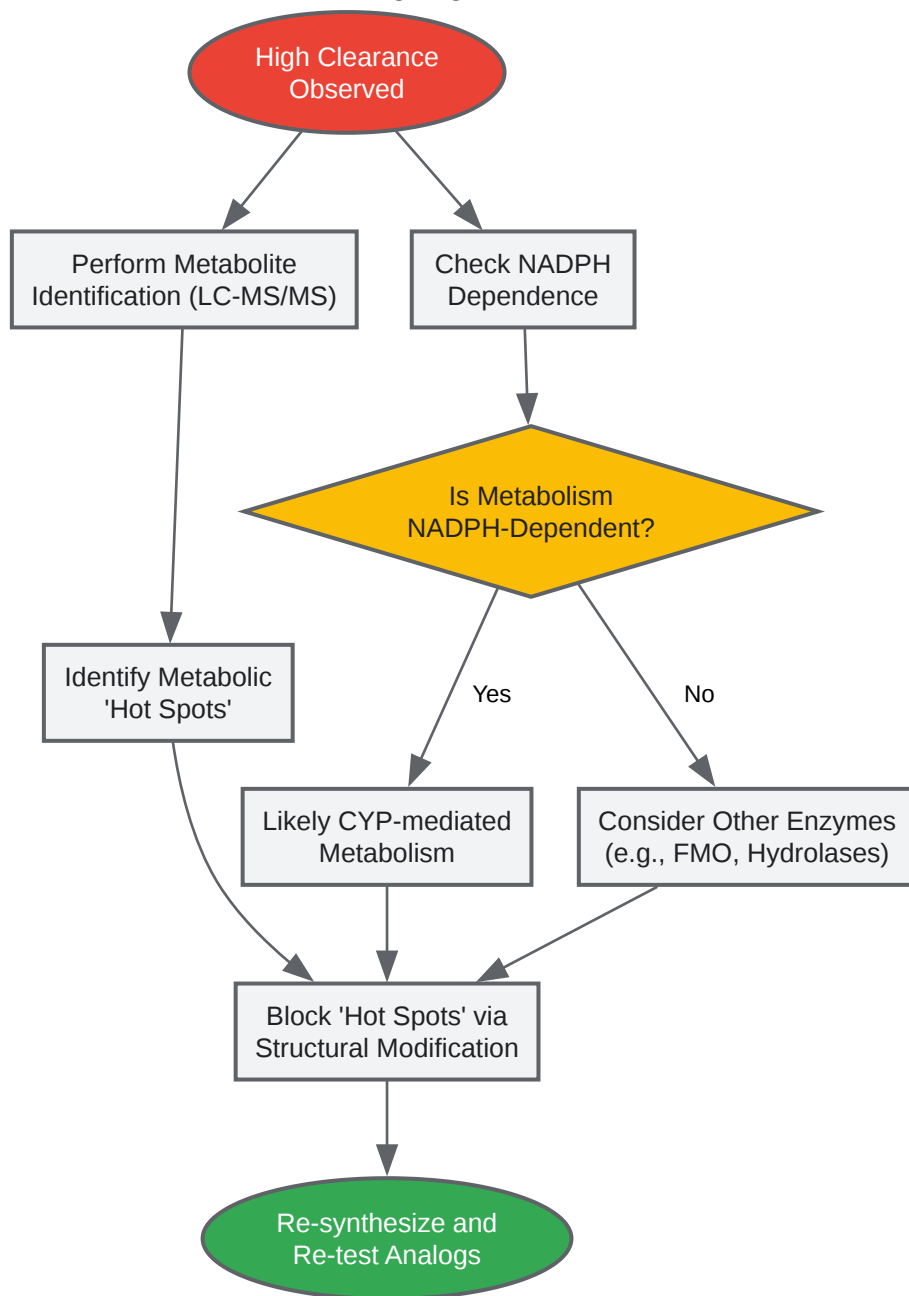 High Clearance
Observed
Perform Metabolite
Identification (LC-MS/MS)
Check NADPH
Dependence
Is Metabolism
NADPH-Dependent?
Identify Metabolic
'Hot Spots'
Yes
No
Likely CYP-mediated
Metabolism
Consider Other Enzymes
(e.g., FMO, Hydrolases)
Block 'Hot Spots' via
Structural Modification
Re-synthesize and
Re-test Analogs